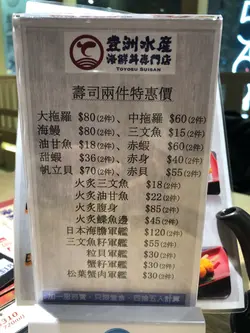 豊洲水産
海鮮丼專門店
TOYOSU SUISAN
壽司兩件特惠價
大拖羅 $80(2件)、中拖羅 $60(2件)
海鰻 $80(2件)、三文魚 $15(2件)
油甘魚 $18(2件)、赤蝦 $60(2件)
甜蝦 $36(2件)、赤身 $40(2件)
帆立貝 $70(2件)、赤貝 $55(2件)
火炙三文魚 $18(2件)
火炙油甘魚 $22(2件)
火炙腹身 $85(2件)
火炙鰈魚邊 $45(2件)
日本海膽軍艦 $120(2件)
三文魚籽軍艦 $55(2件)
粒貝軍艦 $30(2件)
蟹籽軍艦 $30(2件)
松葉蟹肉軍艦 $30(2件)